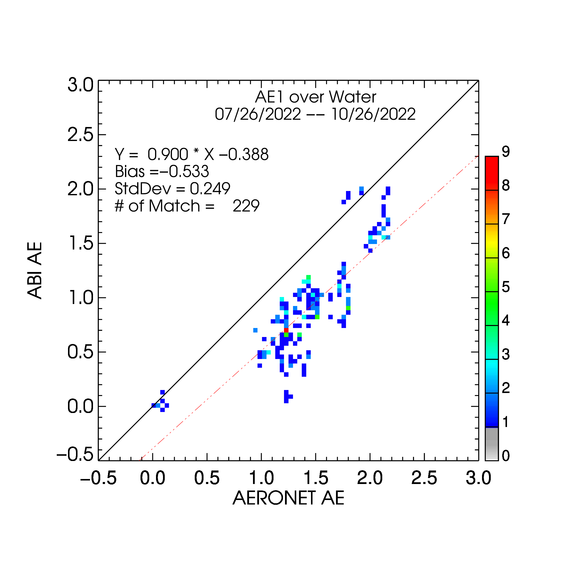 AE1 over Water
07/26/2022 -- 10/26/2022
Y = 0.900 * X -0.388
Bias =-0.533
StdDev = 0.249
# of Match = 229
3.0
2.5
2.0
1.5
1.0
0.5
0.0
-0.5
ABI AE
-0.5 0.0 0.5 1.0 1.5 2.0 2.5 3.0
AERONET AE
9
8
7
6
5
4
3
2
1
0